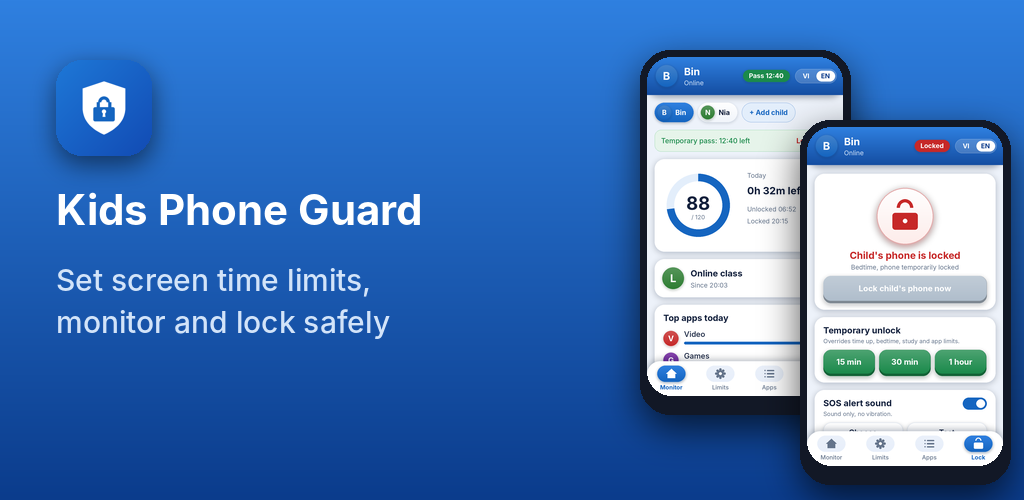 Kids Phone Guard
Set screen time limits,
monitor and lock safely
B
Bin
Online
Pass 12:40
VI
EN
B Bin
N Nia
+ Add child
Temporary pass: 12:40 left
88
/ 120
Today
0h 32m left
Unlocked 06:52
Locked 20:15
L
Online class
Since 20:03
Top apps today
V
Video
Games
Monitor
Limits
Apps
B
Bin
Online
Locked
VI
EN
Child's phone is locked
Bedtime, phone temporarily locked
Lock child's phone now
Temporary unlock
Overrides time up, bedtime, study and app limits.
15 min
30 min
1 hour
SOS alert sound
Sound only, no vibration.
Monitor
Limits
Apps
Lock